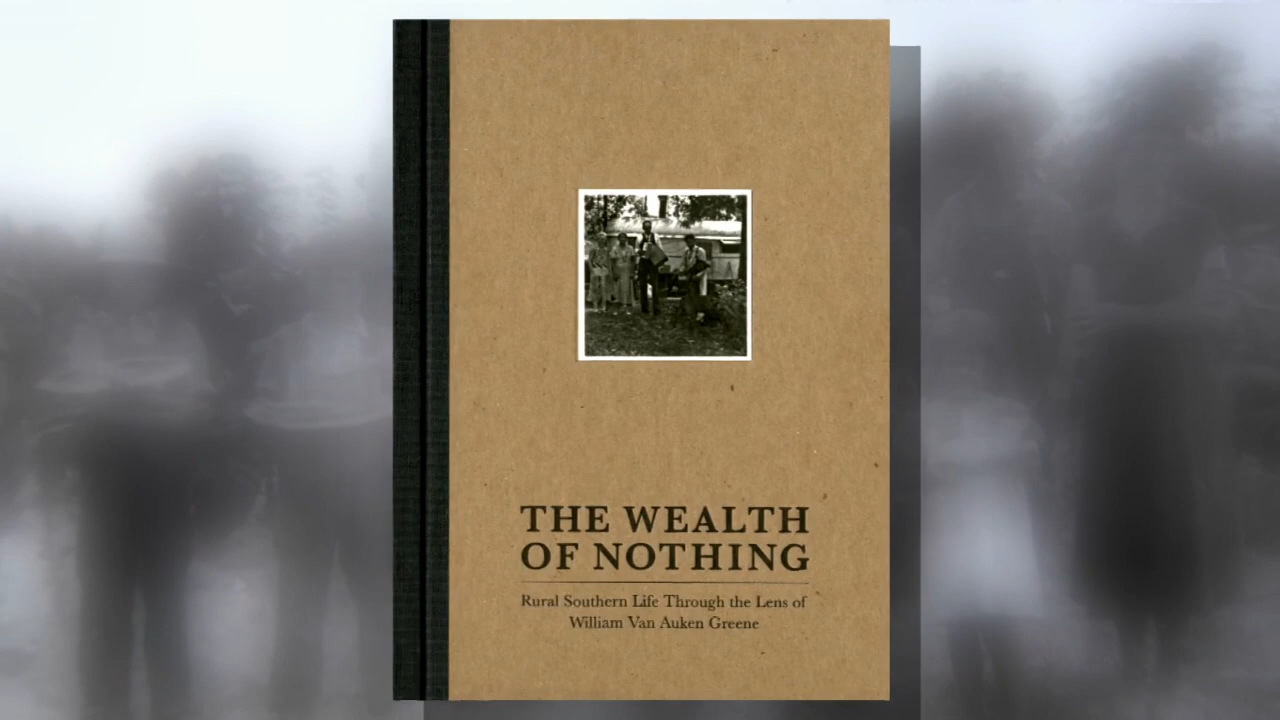 THE WEALTH
OF NOTHING
Rural Southern Life Through the Lens of
William Van Auken Greene